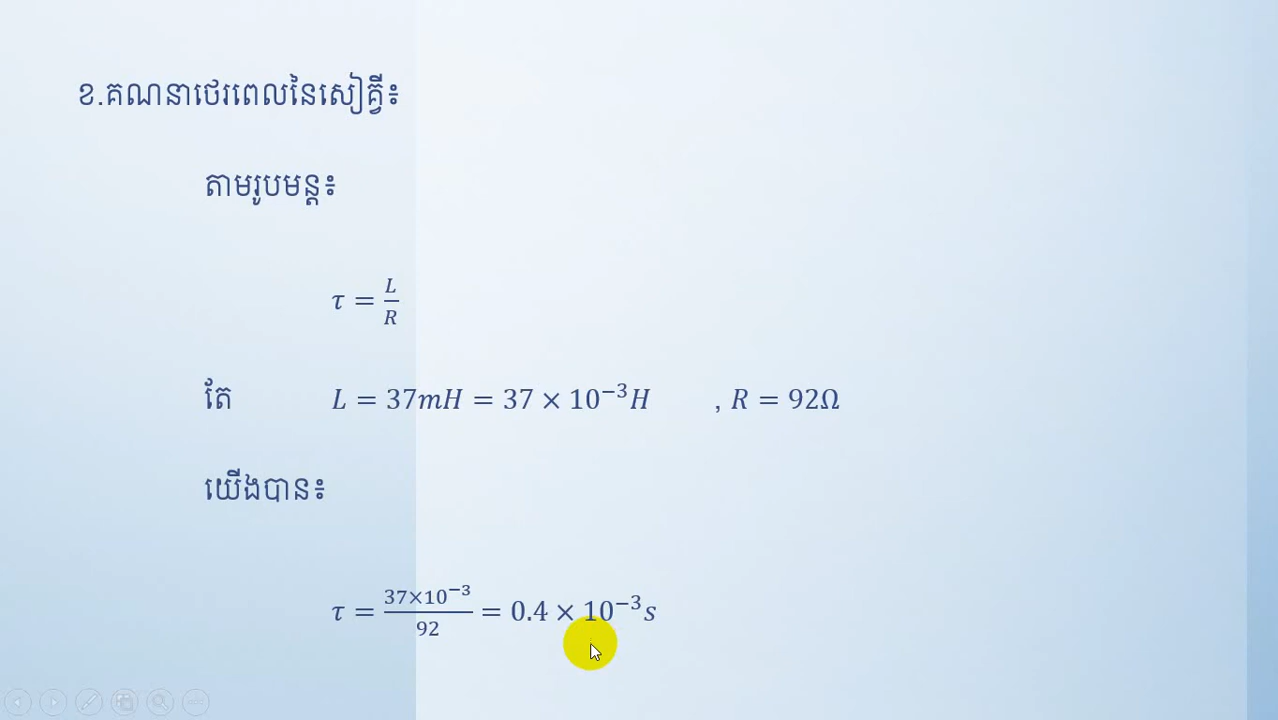 ខ.គណនាថេរពេលនៃសៀគ្វី៖
តាមរូបមន្ត៖
τ = L/R
តែ L = 37mH = 37 × 10⁻³H , R = 92Ω
យើងបាន៖
τ = 37×10⁻³/92 = 0.4 × 10⁻³s